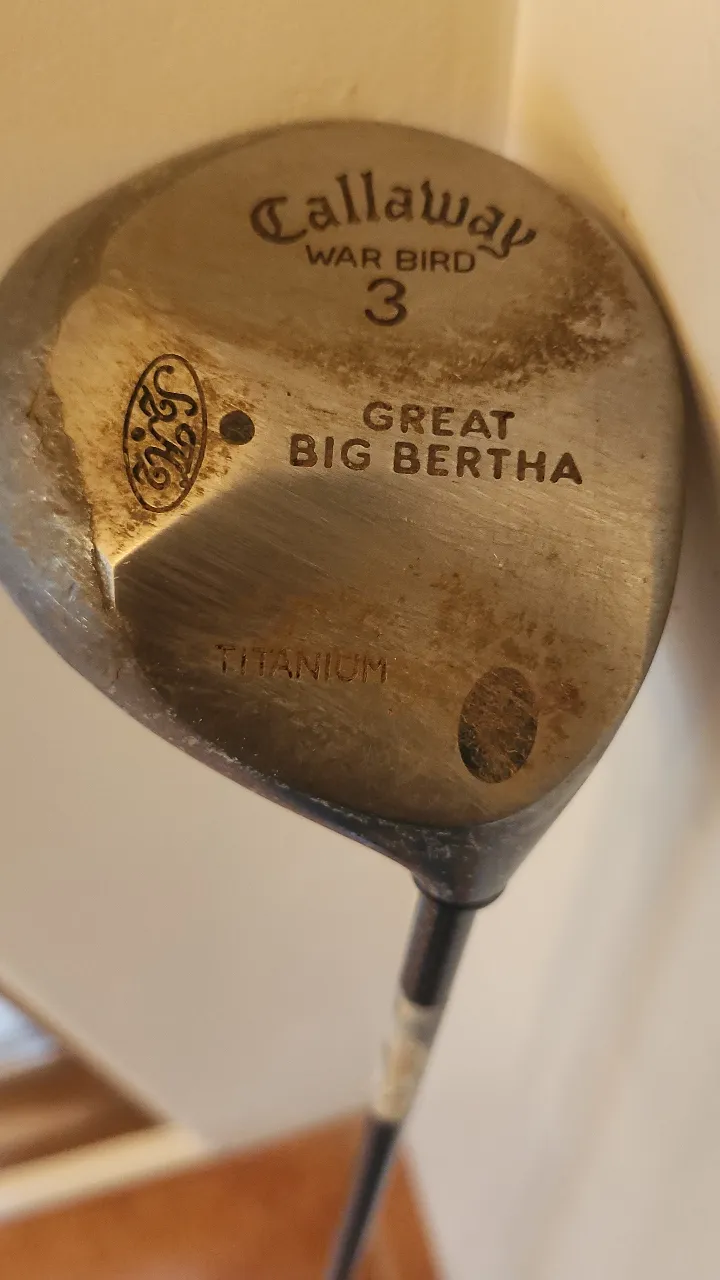 Callaway
WAR BIRD
3
GREAT
BIG BERTHA
TITANIUM